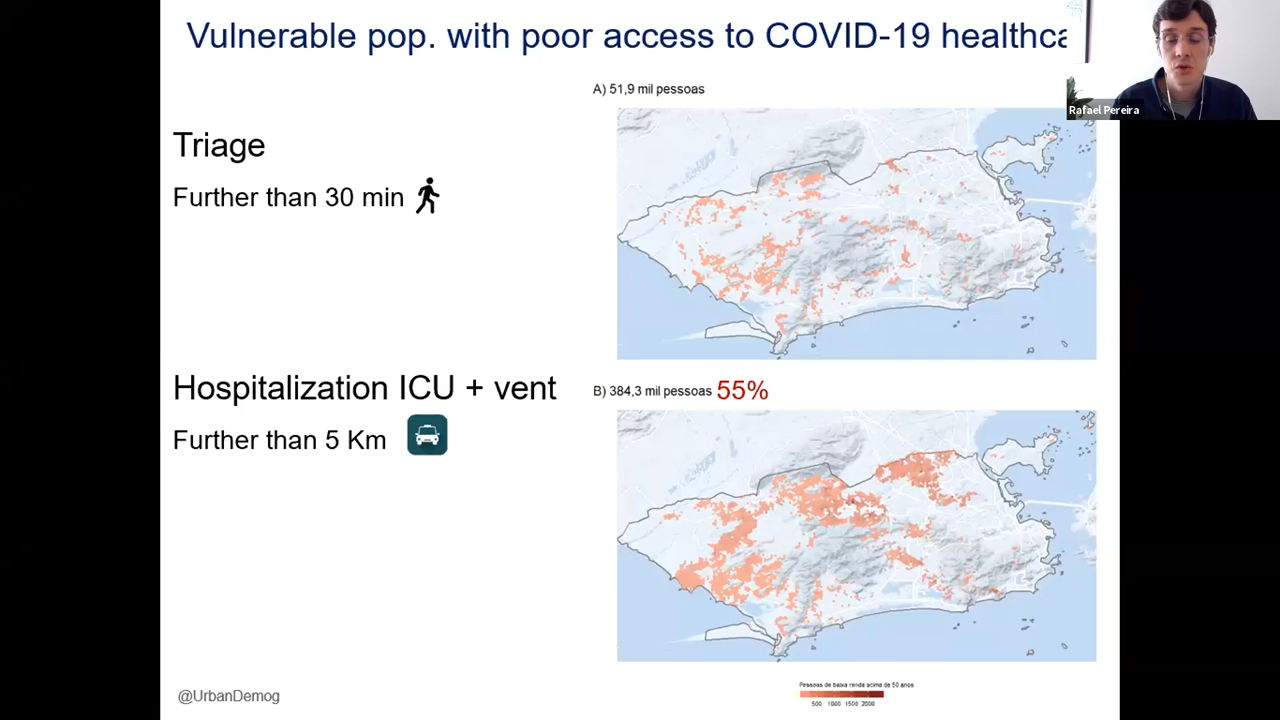 Vulnerable pop. with poor access to COVID-19 healthca
Rafael Pereira
A) 51,9 mil pessoas
Triage
Further than 30 min
Hospitalization ICU + vent
Further than 5 Km
B) 384,3 mil pessoas 55%
@UrbanDemog
Pessoas de baixa renda acima de 50 anos
500 1000 1500 2000